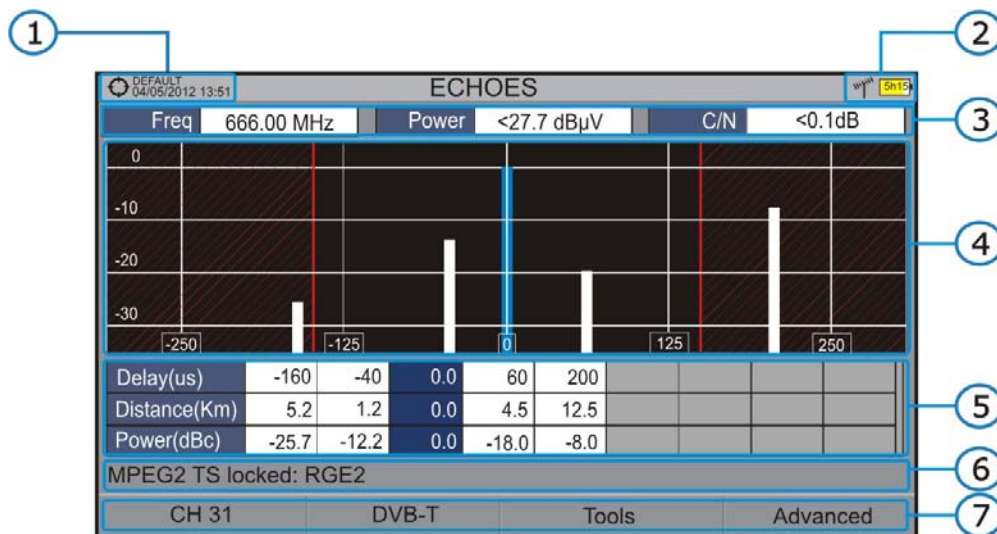 1
2
DEFAULT
04/05/2012 13:51
ECHOES
5h15
Freq 666.00 MHz Power <27.7 dBµV C/N <0.1dB
3
0
-10
-20
-30
4
-250 -125 0 125 250
Delay(us) -160 -40 0.0 60 200
Distance(Km) 5.2 1.2 0.0 4.5 12.5
5
Power(dBc) -25.7 -12.2 0.0 -18.0 -8.0
MPEG2 TS locked: RGE2
6
CH 31 DVB-T Tools Advanced
7